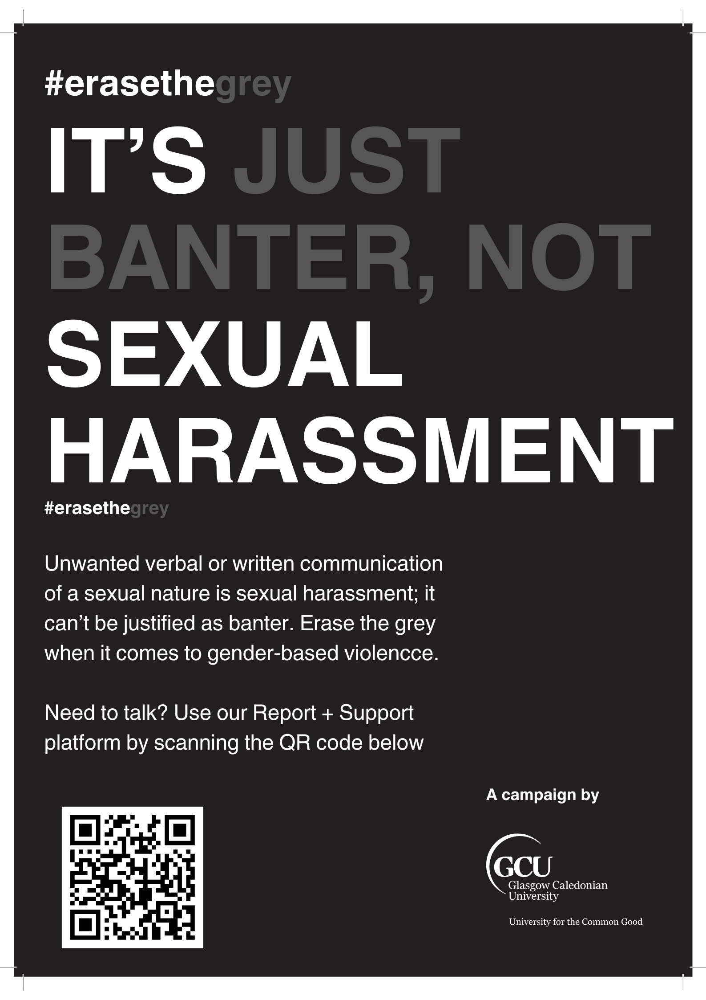 #erasethegrey
IT’S JUST
BANTER, NOT
SEXUAL
HARASSMENT
#erasethegrey
Unwanted verbal or written communication
of a sexual nature is sexual harassment; it
can’t be justified as banter. Erase the grey
when it comes to gender-based violencce.
Need to talk? Use our Report + Support
platform by scanning the QR code below
A campaign by
GCU
Glasgow Caledonian
University
University for the Common Good